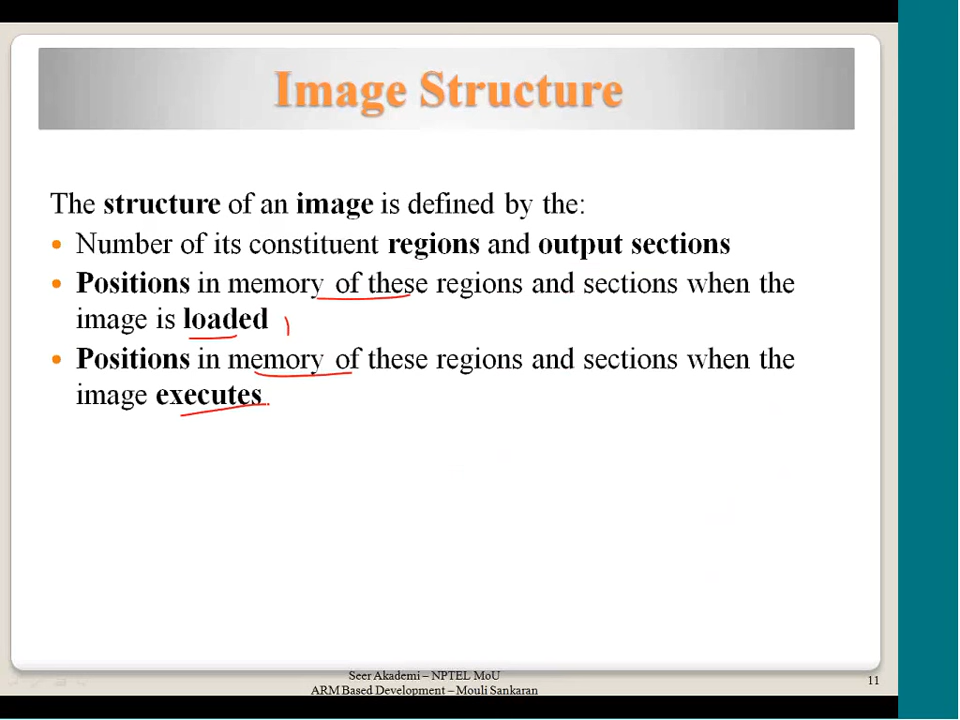 Image Structure
The structure of an image is defined by the:
• Number of its constituent regions and output sections
• Positions in memory of these regions and sections when the
image is loaded
• Positions in memory of these regions and sections when the
image executes
Seer Akademi – NPTEL MoU
ARM Based Development – Mouli Sankaran
11